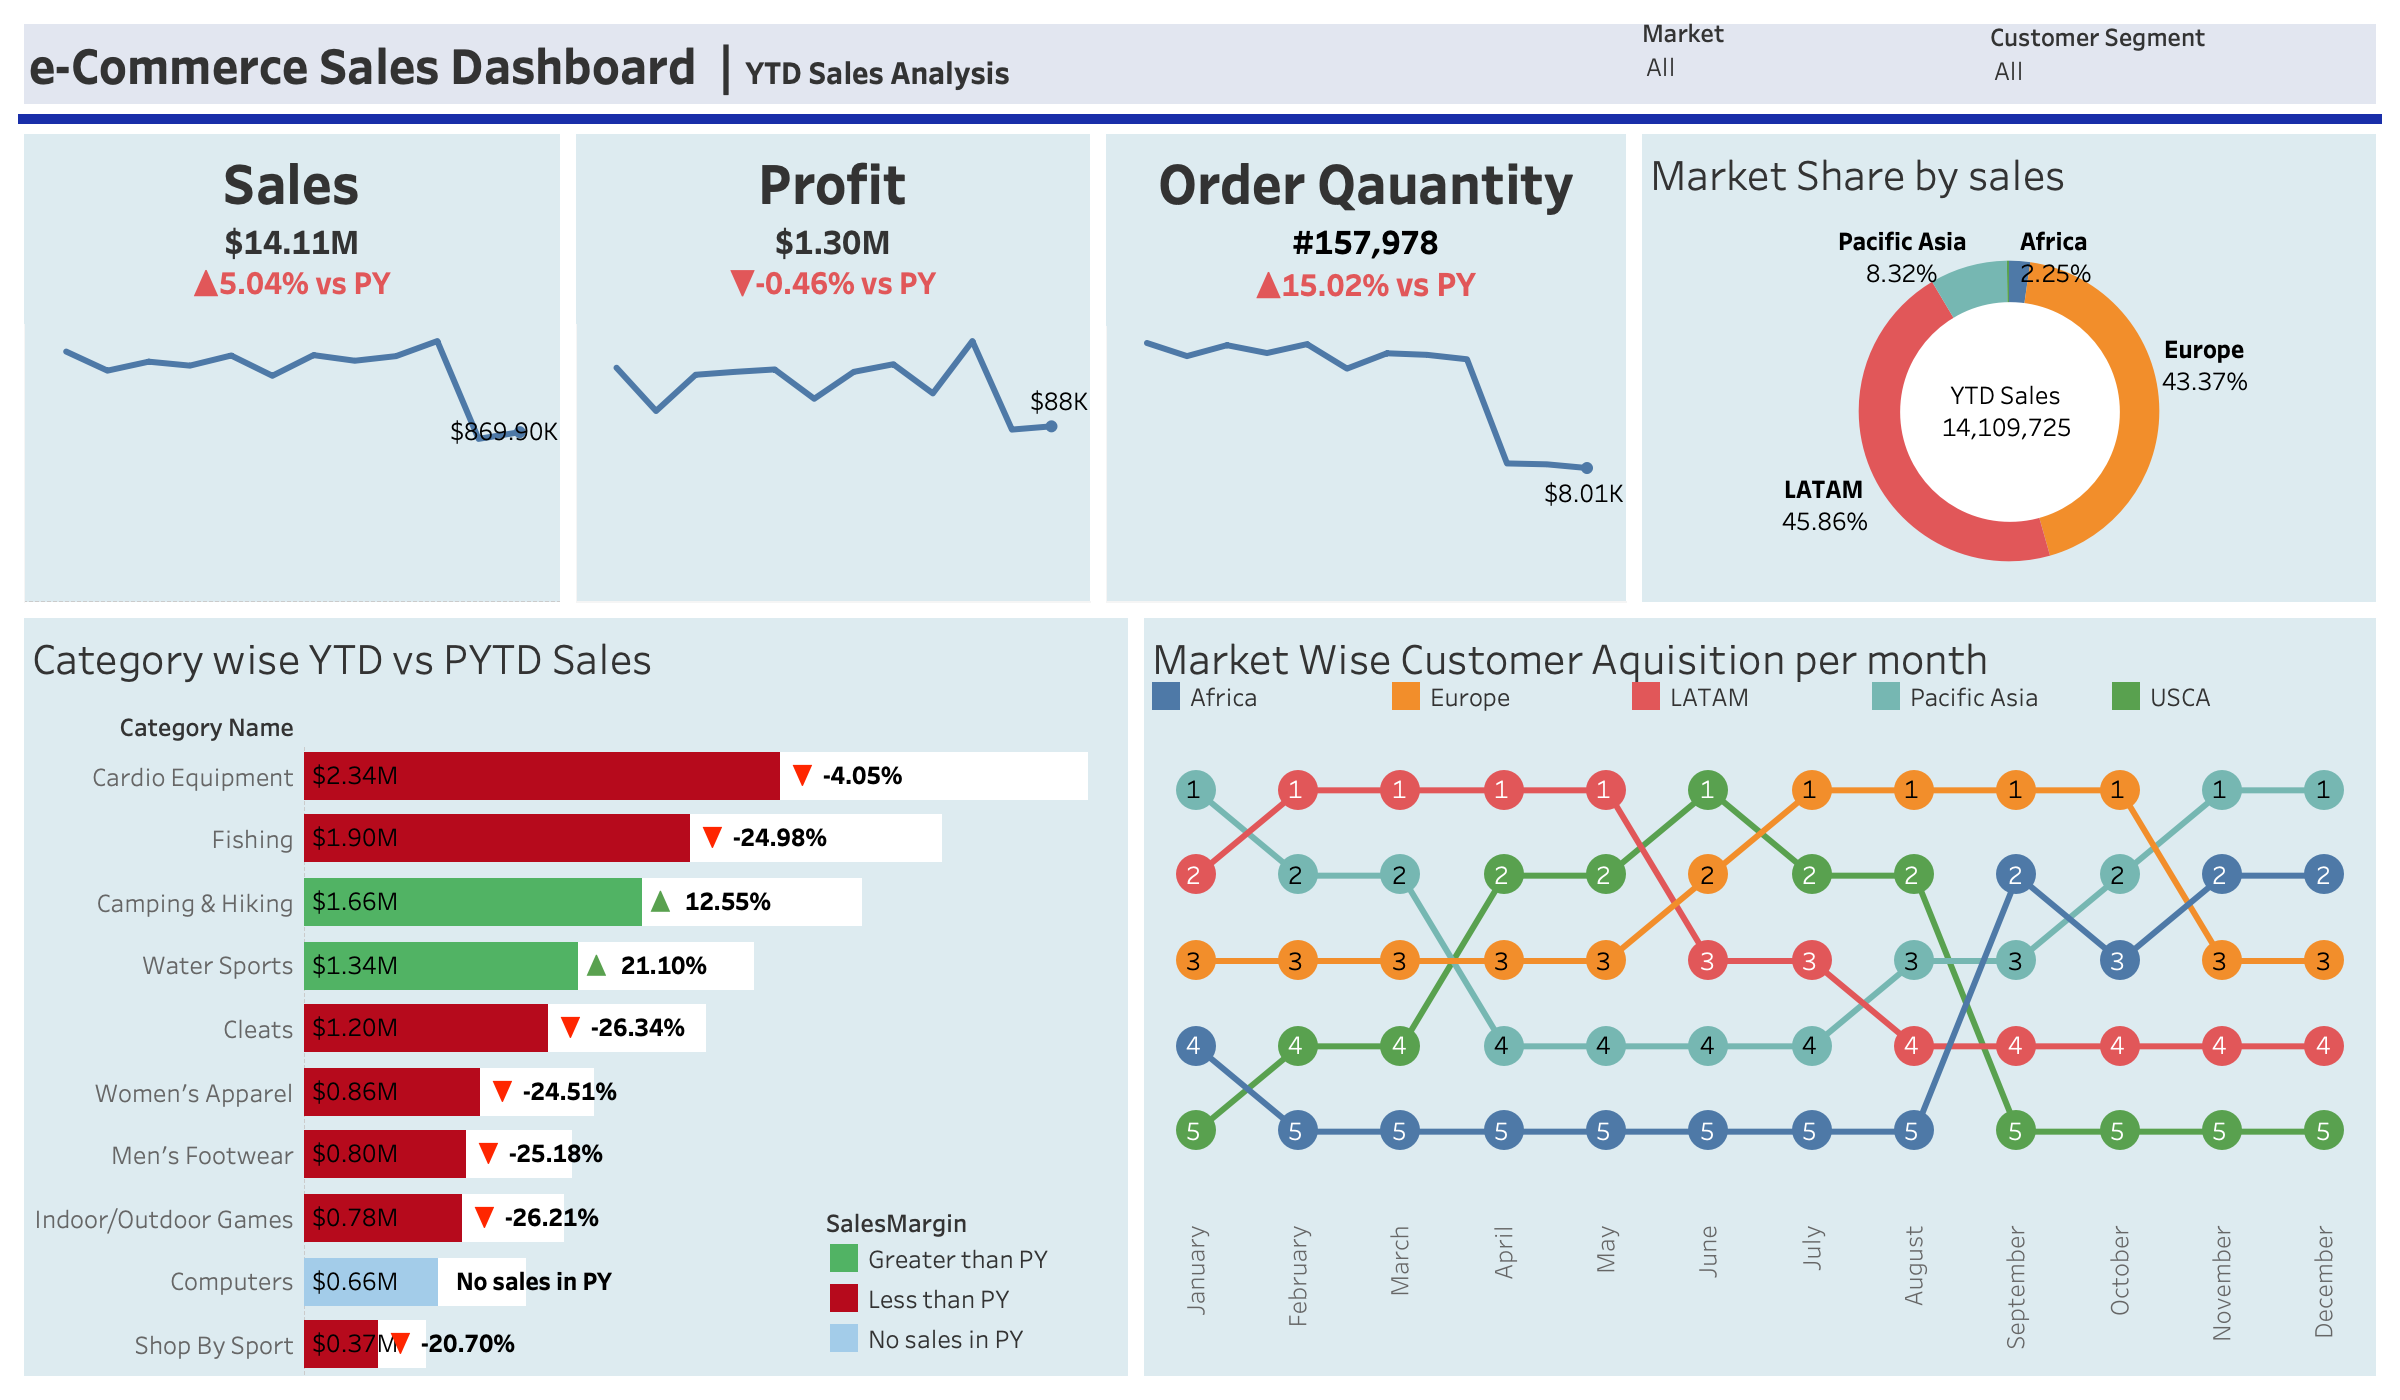 e-Commerce Sales Dashboard | YTD Sales Analysis
Market
All
Customer Segment
All
Sales
$14.11M
▲5.04% vs PY
$869.90K
Profit
$1.30M
▼-0.46% vs PY
$88K
Order Qauantity
#157,978
▲15.02% vs PY
$8.01K
Market Share by sales
Pacific Asia
8.32%
Africa
2.25%
Europe
43.37%
YTD Sales
14,109,725
LATAM
45.86%
Category wise YTD vs PYTD Sales
Category Name
Cardio Equipment $2.34M ▼ -4.05%
Fishing $1.90M ▼ -24.98%
Camping & Hiking $1.66M ▲ 12.55%
Water Sports $1.34M ▲ 21.10%
Cleats $1.20M ▼ -26.34%
Women's Apparel $0.86M ▼ -24.51%
Men's Footwear $0.80M ▼ -25.18%
Indoor/Outdoor Games $0.78M ▼ -26.21%
Computers $0.66M No sales in PY
Shop By Sport $0.37M ▼ -20.70%
SalesMargin
Greater than PY
Less than PY
No sales in PY
Market Wise Customer Aquisition per month
Africa Europe LATAM Pacific Asia USCA
1 1 1 1 1 1 1 1 1 1 1 1
2 2 2 2 2 2 2 2 2 2 2 2
3 3 3 3 3 3 3 3 3 3 3 3
4 4 4 4 4 4 4 4 4 4 4 4
5 5 5 5 5 5 5 5 5 5 5 5
January February March April May June July August September October November December